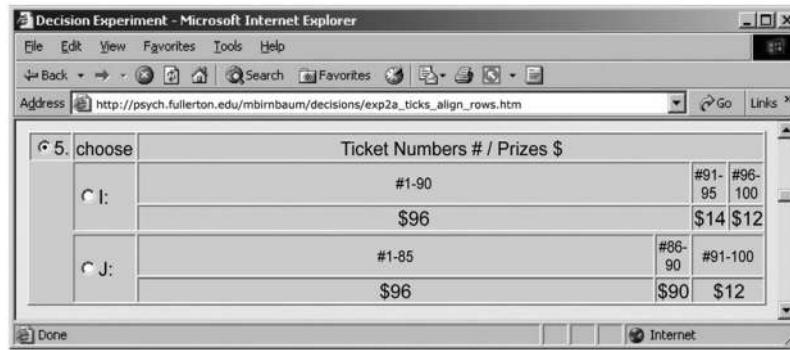 Decision Experiment - Microsoft Internet Explorer
File Edit View Favorites Tools Help
Back Search Favorites
Address http://psych.fullerton.edu/mbirnbaum/decisions/exp2a_ticks_align_rows.htm Go Links »
5. choose Ticket Numbers # / Prizes $
I: #1-90 #91-95 #96-100
$96 $14 $12
J: #1-85 #86-90 #91-100
$96 $90 $12
Done Internet